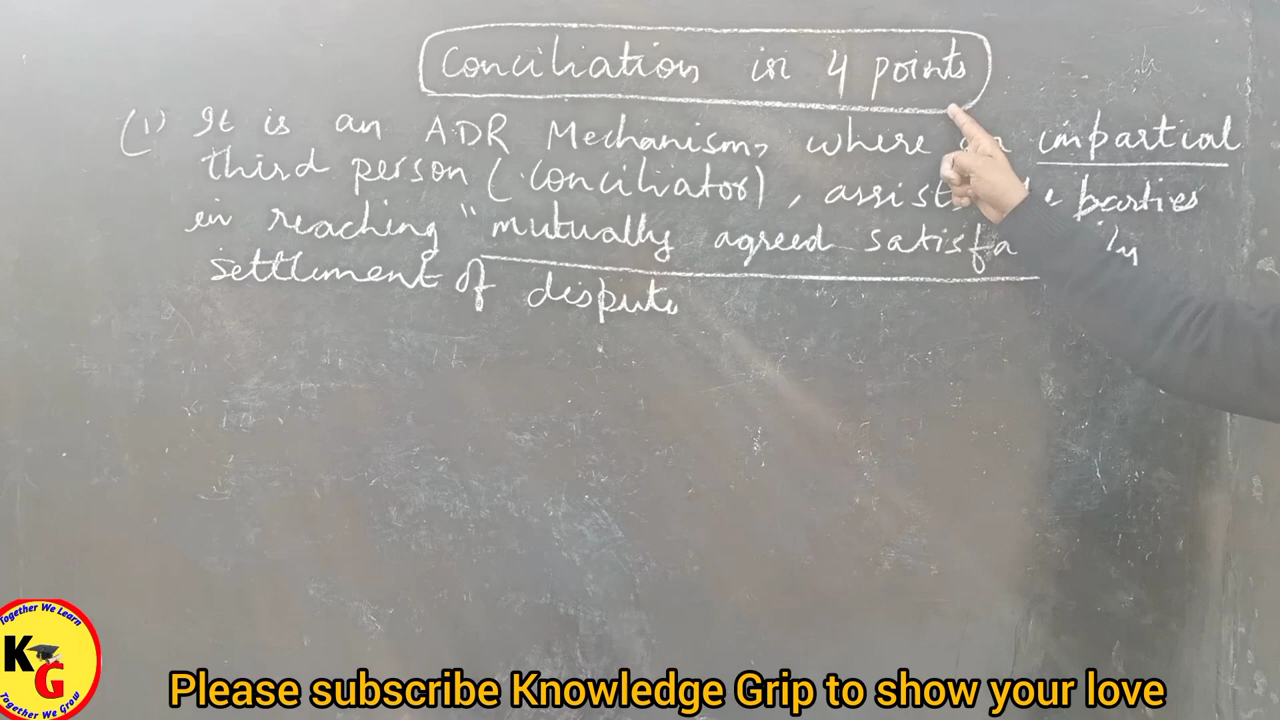 Conciliation in 4 points
(1) It is an ADR Mechanism, where impartial
third person (conciliator), assist parties
in reaching "mutually agreed satisfa
settlement of dispute
Together We Learn
KG
Together We Grow
Please subscribe Knowledge Grip to show your love